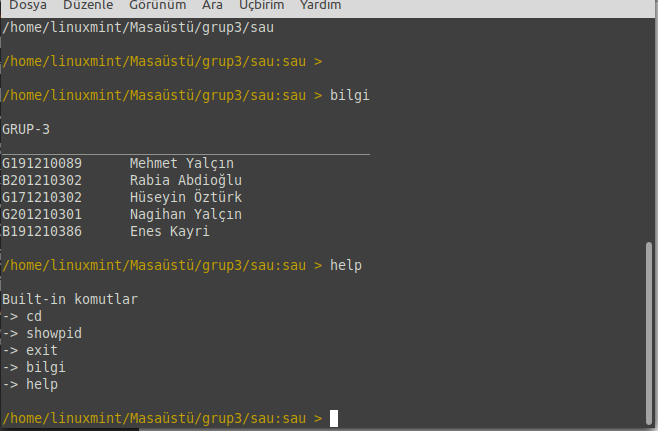 Dosya Düzenle Görünüm Ara Uçbirim Yardım
/home/linuxmint/Masaüstü/grup3/sau
/home/linuxmint/Masaüstü/grup3/sau:sau >
/home/linuxmint/Masaüstü/grup3/sau:sau > bilgi
GRUP-3
G191210089 Mehmet Yalçın
B201210302 Rabia Abdioğlu
G171210302 Hüseyin Öztürk
G201210301 Nagihan Yalçın
B191210386 Enes Kayri
/home/linuxmint/Masaüstü/grup3/sau:sau > help
Built-in komutlar
-> cd
-> showpid
-> exit
-> bilgi
-> help
/home/linuxmint/Masaüstü/grup3/sau:sau >